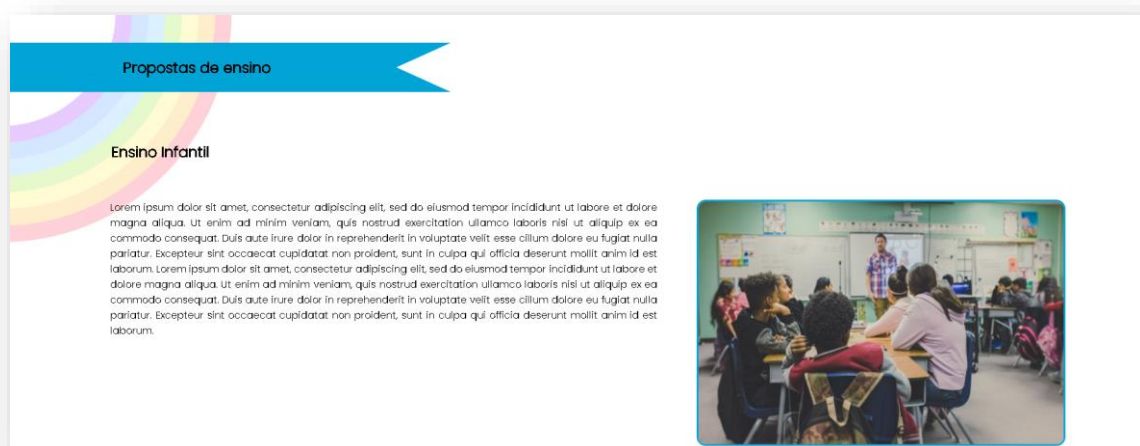 Propostas de ensino
Ensino Infantil
Lorem ipsum dolor sit amet, consectetur adipiscing elit, sed do eiusmod tempor incididunt ut labore et dolore
magna aliqua. Ut enim ad minim veniam, quis nostrud exercitation ullamco laboris nisi ut aliquip ex ea
commodo consequat. Duis aute irure dolor in reprehenderit in voluptate velit esse cillum dolore eu fugiat nulla
pariatur. Excepteur sint occaecat cupidatat non proident, sunt in culpa qui officia deserunt mollit anim id est
laborum. Lorem ipsum dolor sit amet, consectetur adipiscing elit, sed do eiusmod tempor incididunt ut labore et
dolore magna aliqua. Ut enim ad minim veniam, quis nostrud exercitation ullamco laboris nisi ut aliquip ex ea
commodo consequat. Duis aute irure dolor in reprehenderit in voluptate velit esse cillum dolore eu fugiat nulla
pariatur. Excepteur sint occaecat cupidatat non proident, sunt in culpa qui officia deserunt mollit anim id est
laborum.